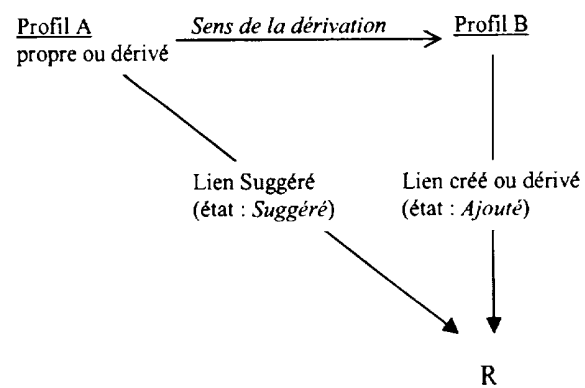 Profil A
propre ou dérivé
Sens de la dérivation
Profil B
Lien Suggéré
(état : Suggéré)
Lien créé ou dérivé
(état : Ajouté)
R